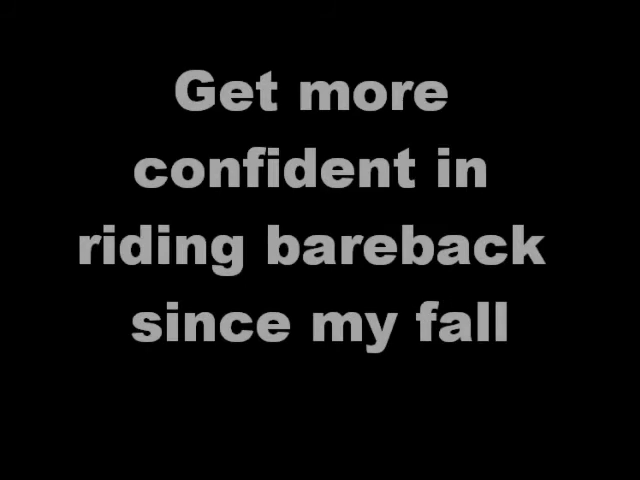 Get more
confident in
riding bareback
since my fall